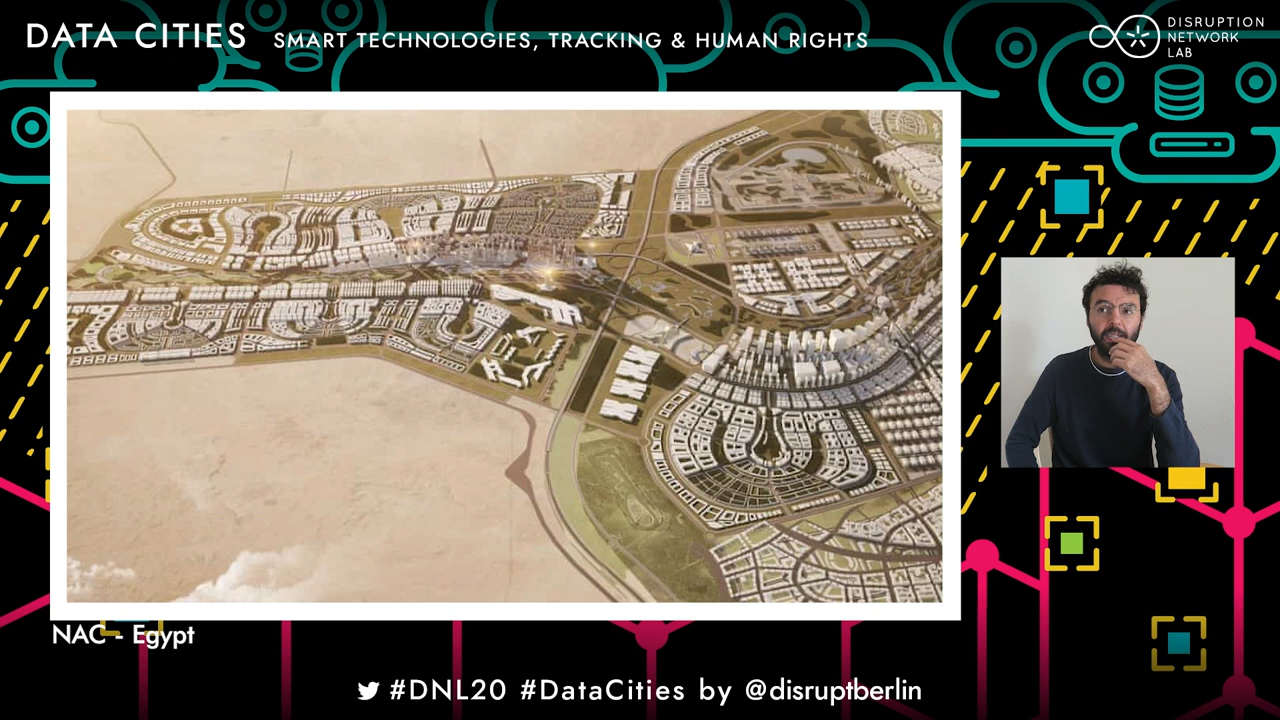 DATA CITIES SMART TECHNOLOGIES, TRACKING & HUMAN RIGHTS
DISRUPTION
NETWORK
LAB
NAC - Egypt
#DNL20 #DataCities by @disruptberlin